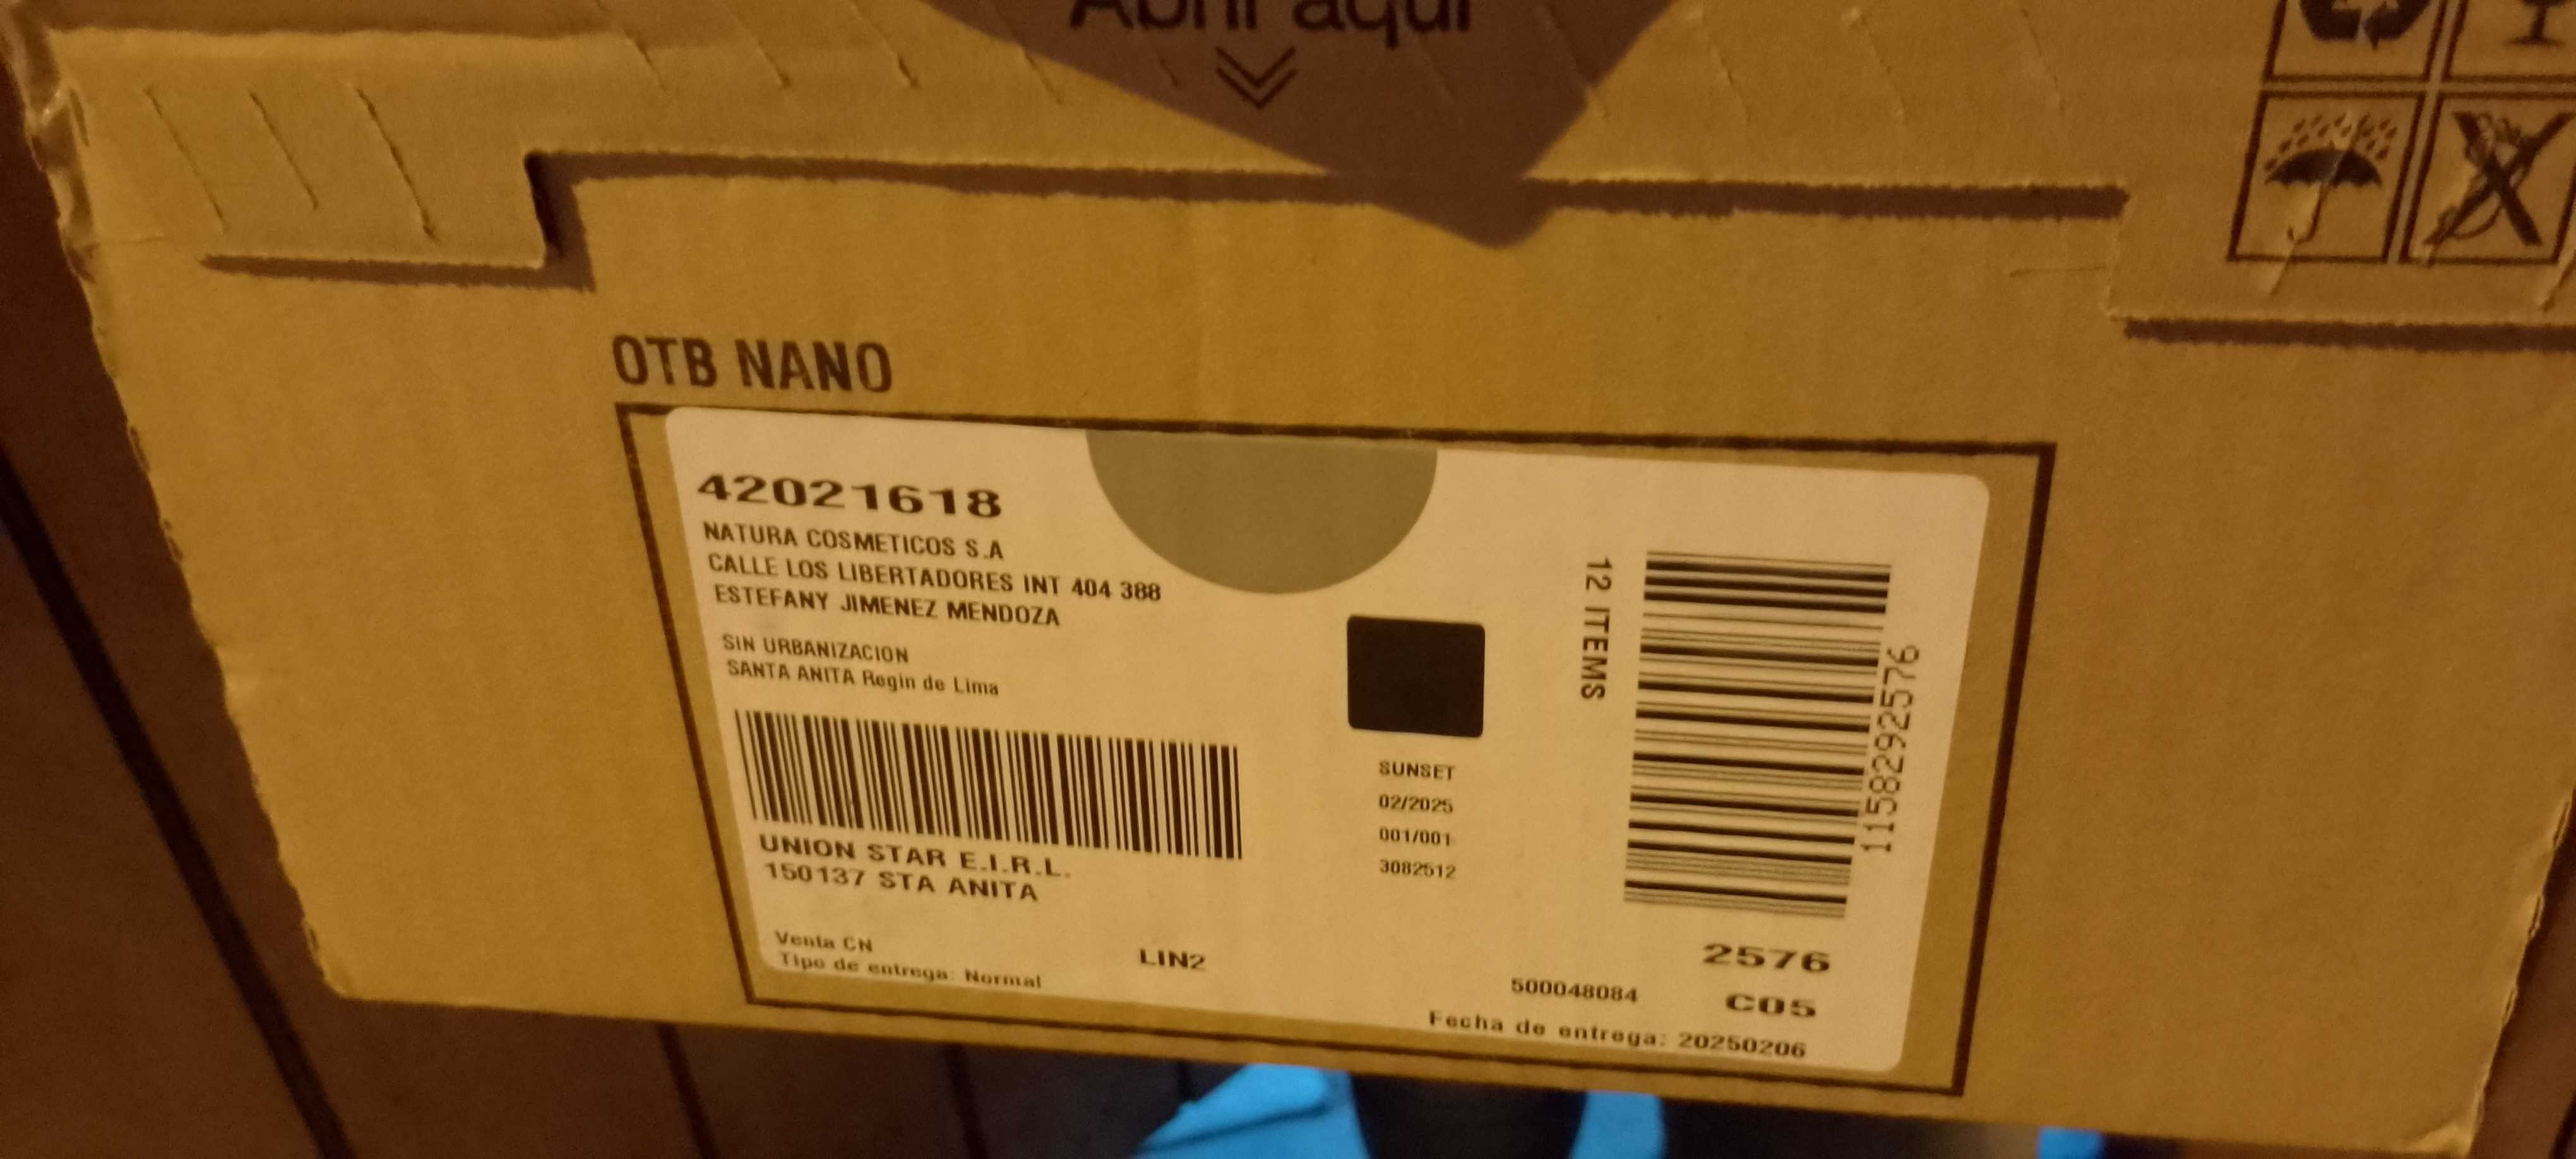 Abrí aquí
OTB NANO
42021618
NATURA COSMETICOS S.A
CALLE LOS LIBERTADORES INT 404 388
ESTEFANY JIMENEZ MENDOZA
SIN URBANIZACION
SANTA ANITA Regin de Lima
UNION STAR E.I.R.L.
150137 STA ANITA
Venta CN
Tipo de entrega: Normal
LIN2
SUNSET
02/2025
001/001
3082512
12 ITEMS
1158292576
2576
500048084
C05
Fecha de entrega: 20250206